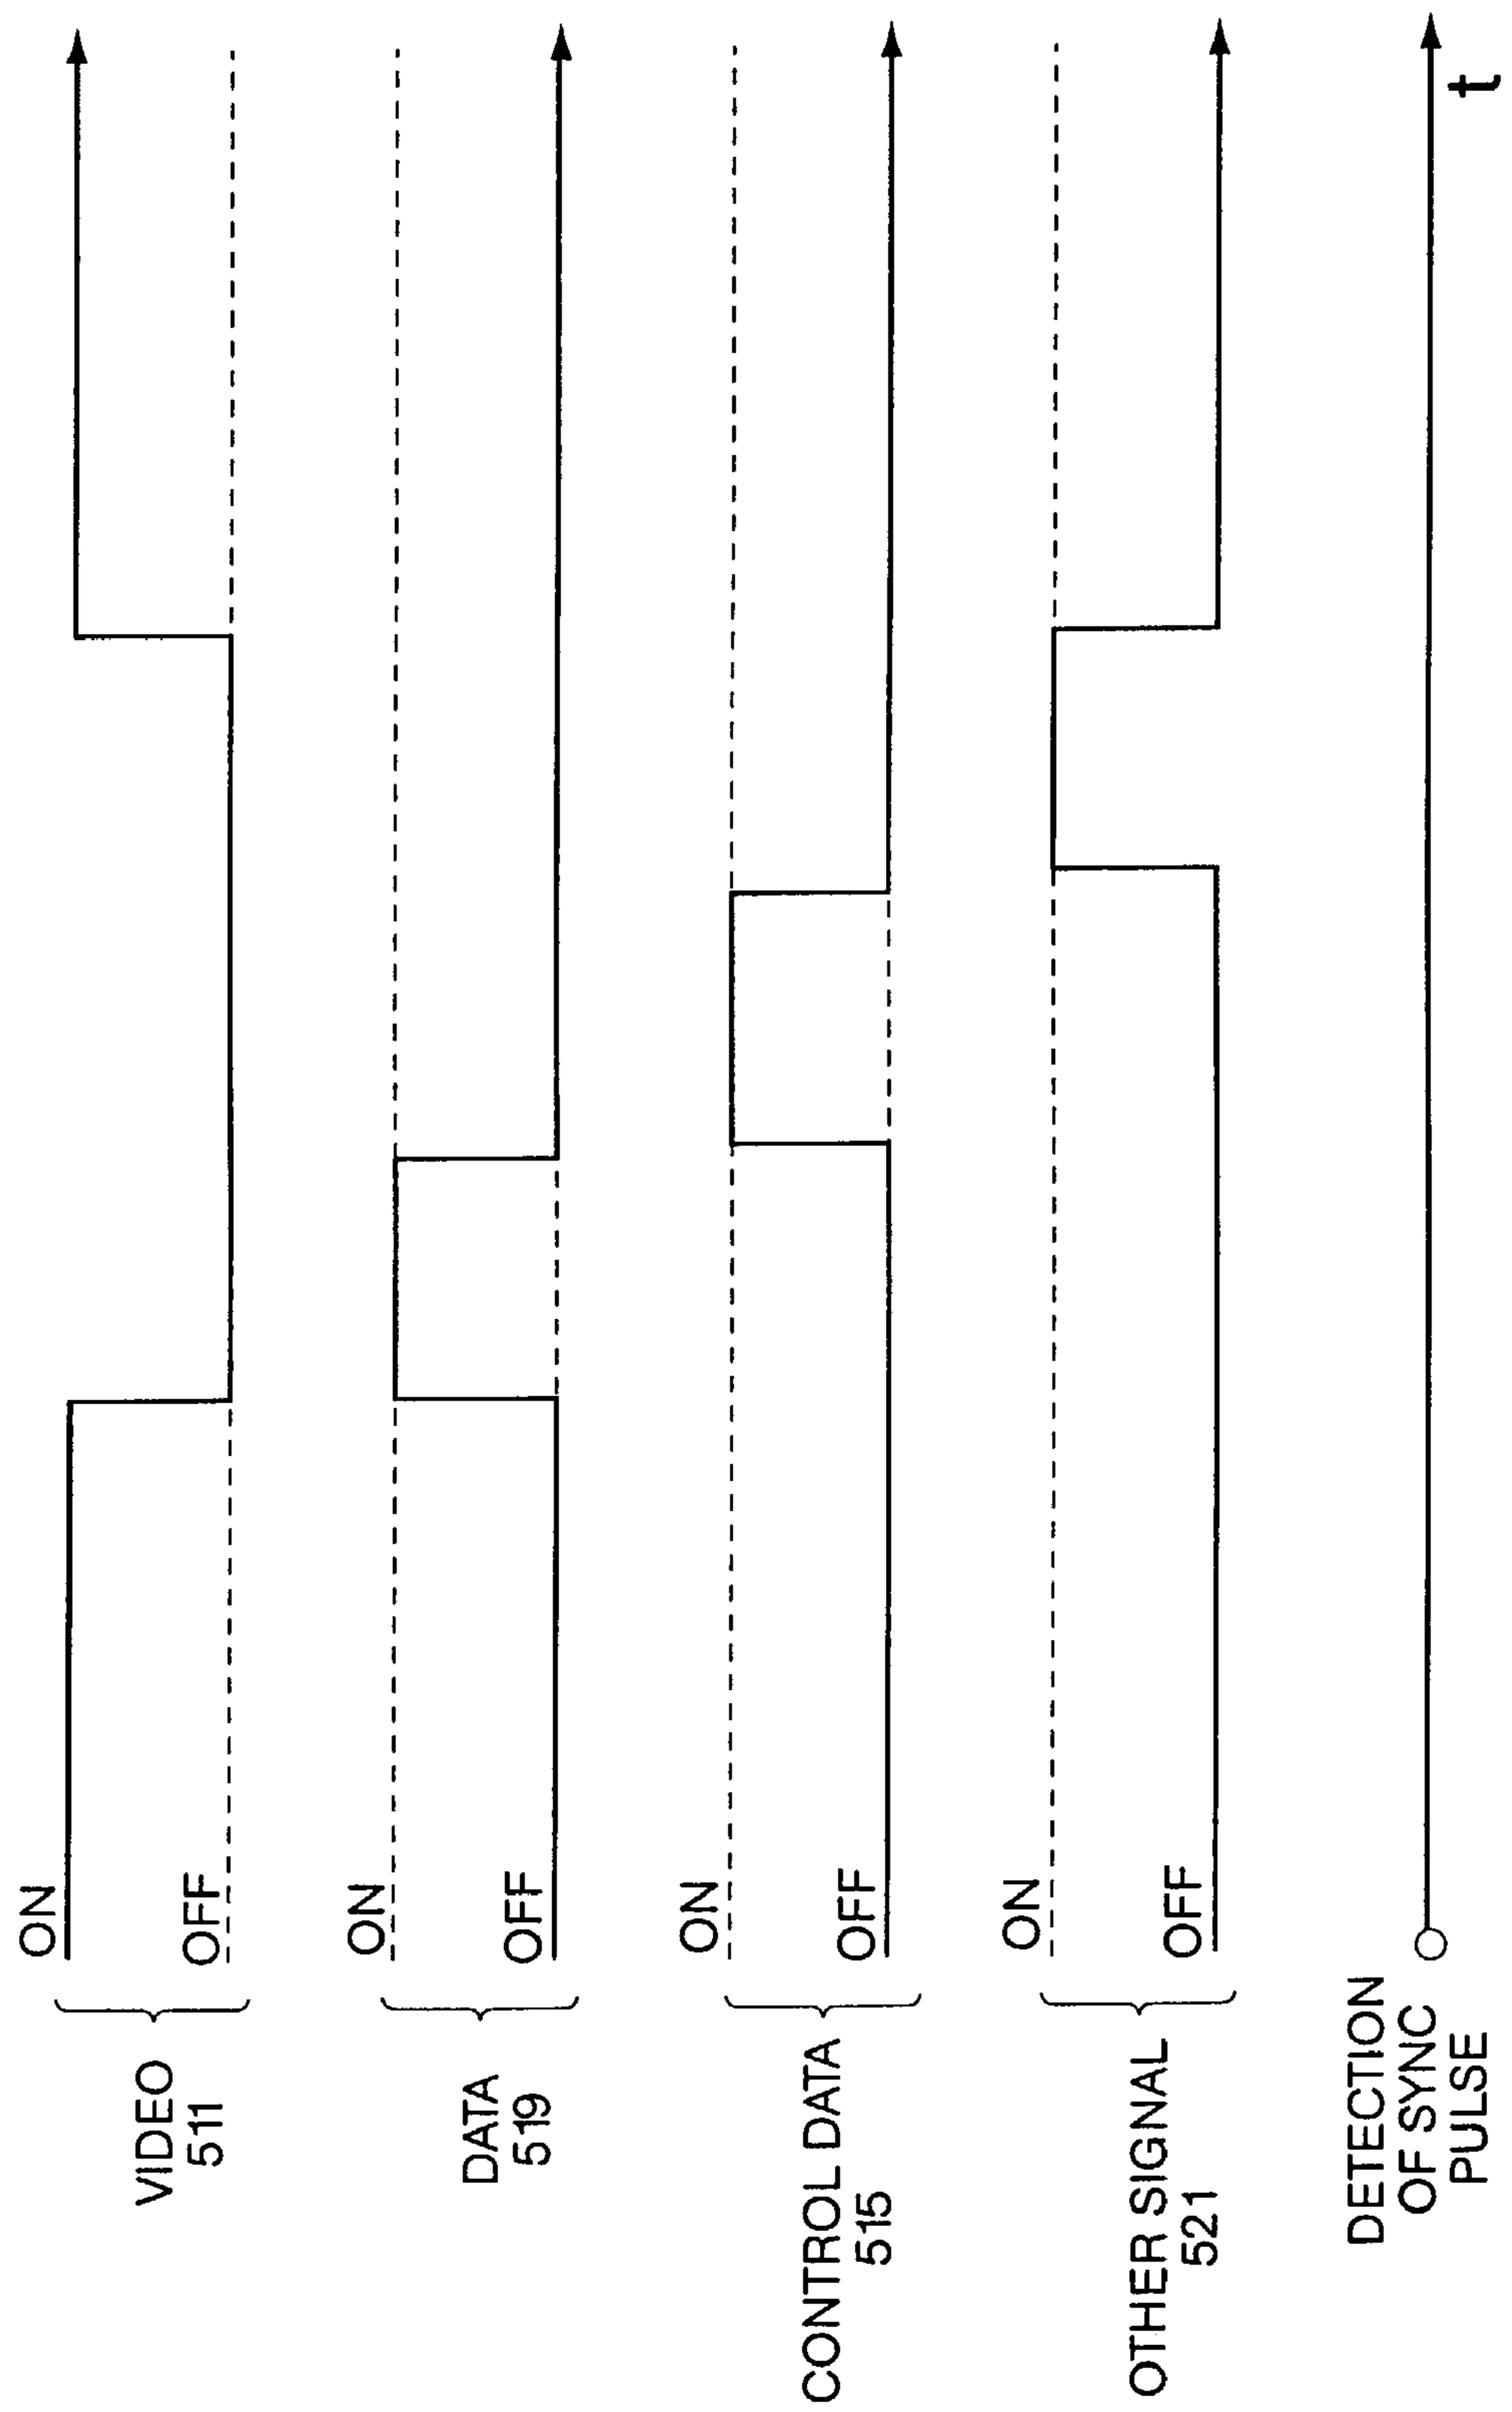 VIDEO
511
ON
OFF
DATA
519
ON
OFF
CONTROL DATA
515
ON
OFF
OTHER SIGNAL
521
ON
OFF
DETECTION
OF SYNC
PULSE
t